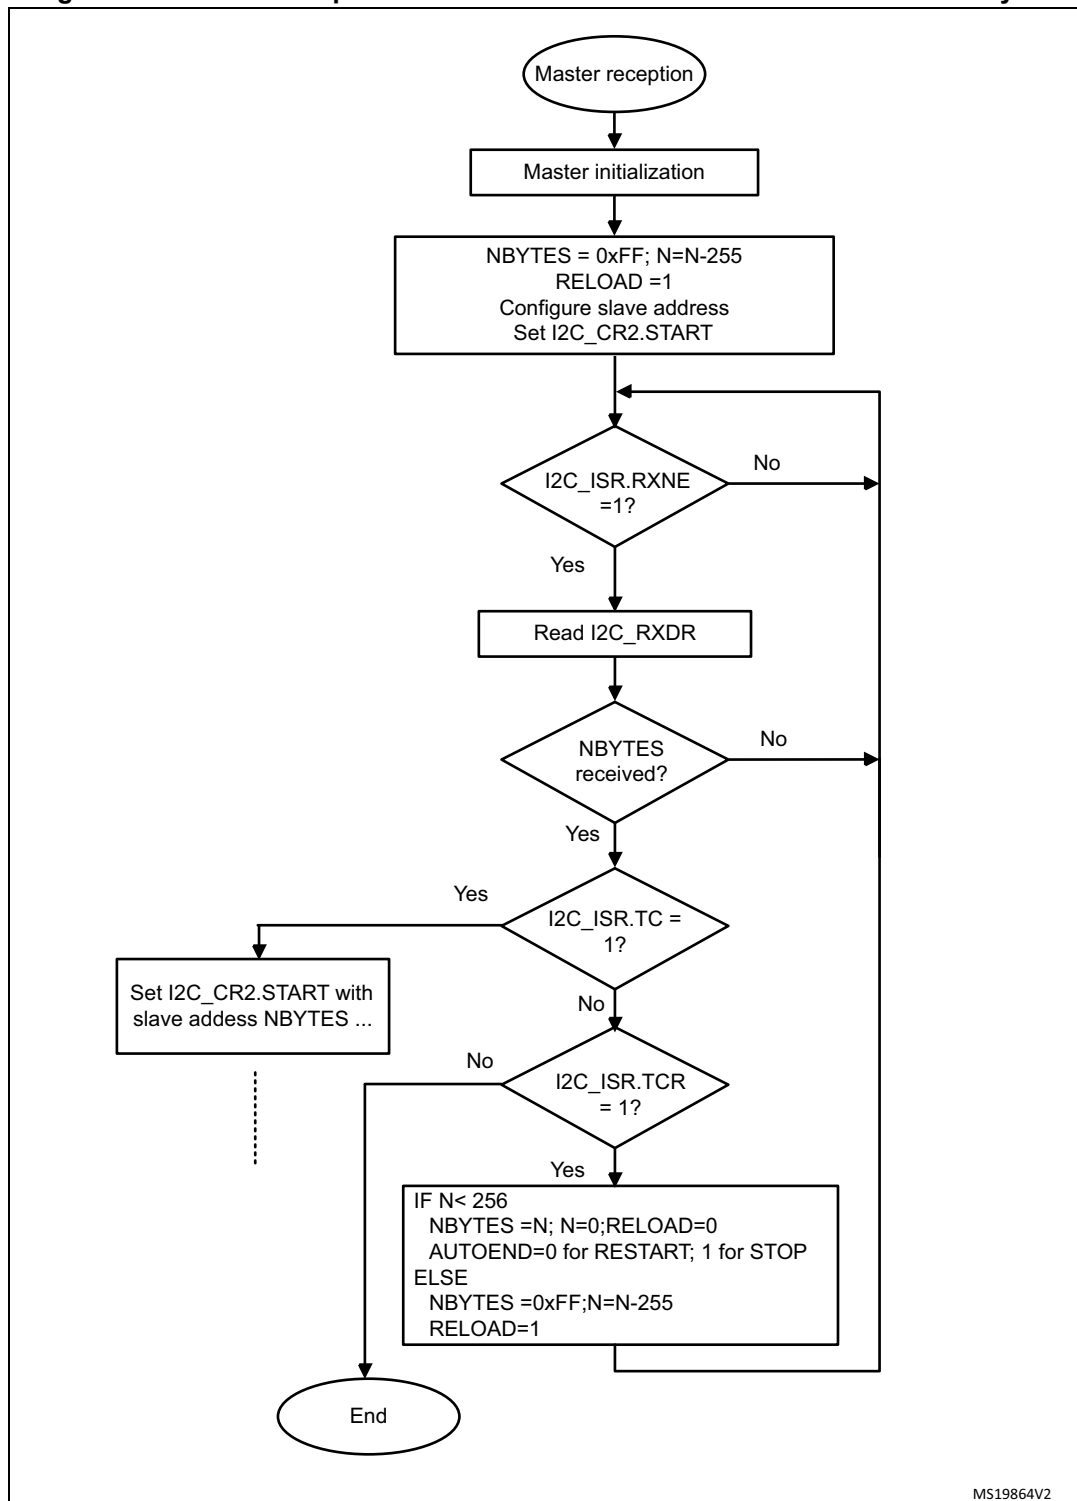 Master reception
Master initialization
NBYTES = 0xFF; N=N-255
RELOAD =1
Configure slave address
Set I2C_CR2.START
I2C_ISR.RXNE
=1?
No
Yes
Read I2C_RXDR
NBYTES
received?
No
Yes
I2C_ISR.TC =
1?
Yes
Set I2C_CR2.START with
slave addess NBYTES ...
No
I2C_ISR.TCR
= 1?
No
Yes
IF N< 256
NBYTES =N; N=0;RELOAD=0
AUTOEND=0 for RESTART; 1 for STOP
ELSE
NBYTES =0xFF;N=N-255
RELOAD=1
End
MS19864V2